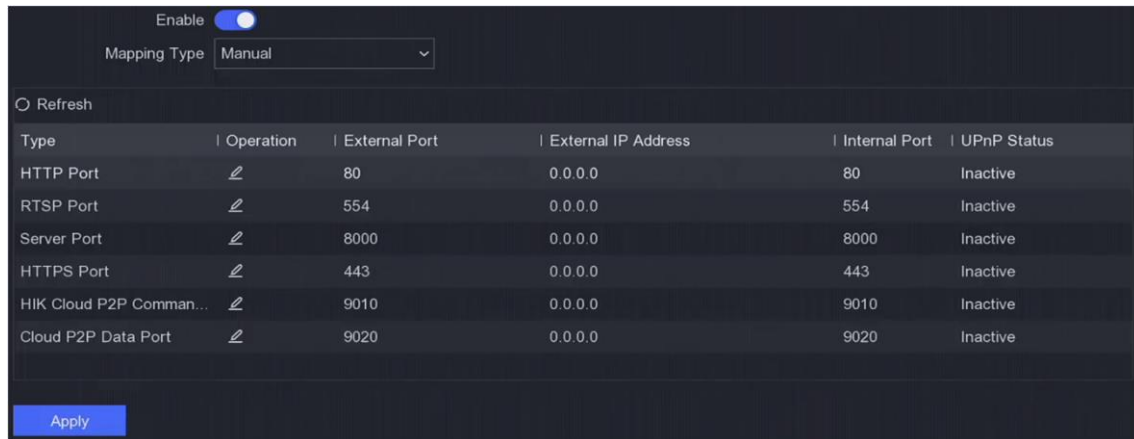 Enable
Mapping Type Manual
Refresh
Type Operation External Port External IP Address Internal Port UPnP Status
HTTP Port 80 0.0.0.0 80 Inactive
RTSP Port 554 0.0.0.0 554 Inactive
Server Port 8000 0.0.0.0 8000 Inactive
HTTPS Port 443 0.0.0.0 443 Inactive
HIK Cloud P2P Comman... 9010 0.0.0.0 9010 Inactive
Cloud P2P Data Port 9020 0.0.0.0 9020 Inactive
Apply